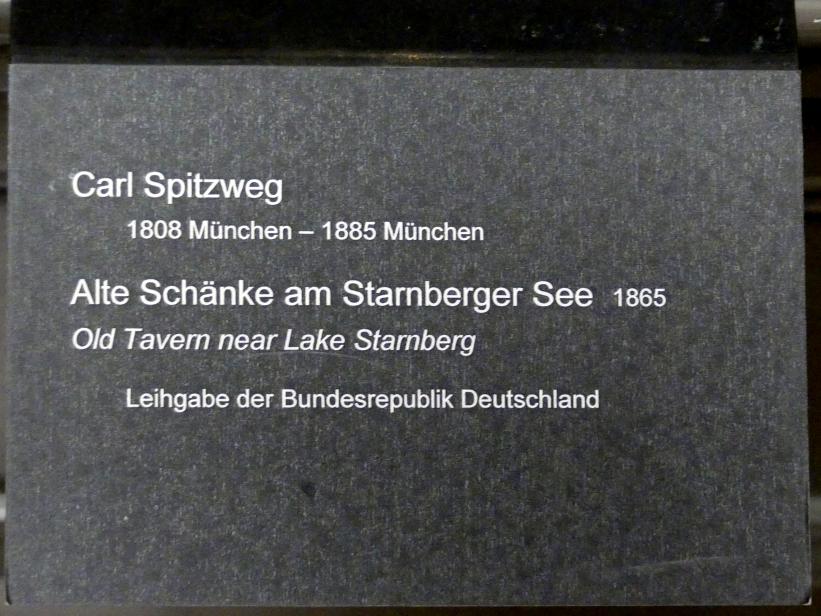 Carl Spitzweg
1808 München – 1885 München
Alte Schänke am Starnberger See 1865
Old Tavern near Lake Starnberg
Leihgabe der Bundesrepublik Deutschland